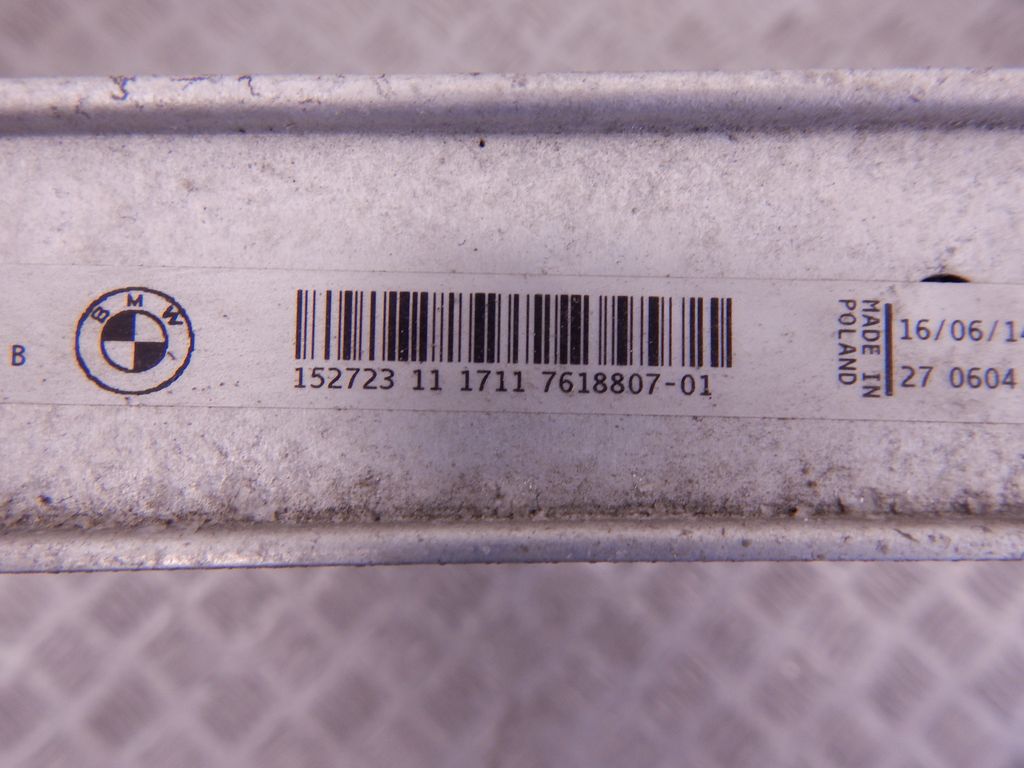 B
BMW
152723 11 1711 7618807-01
MADE IN
POLAND
16/06/14
27 0604